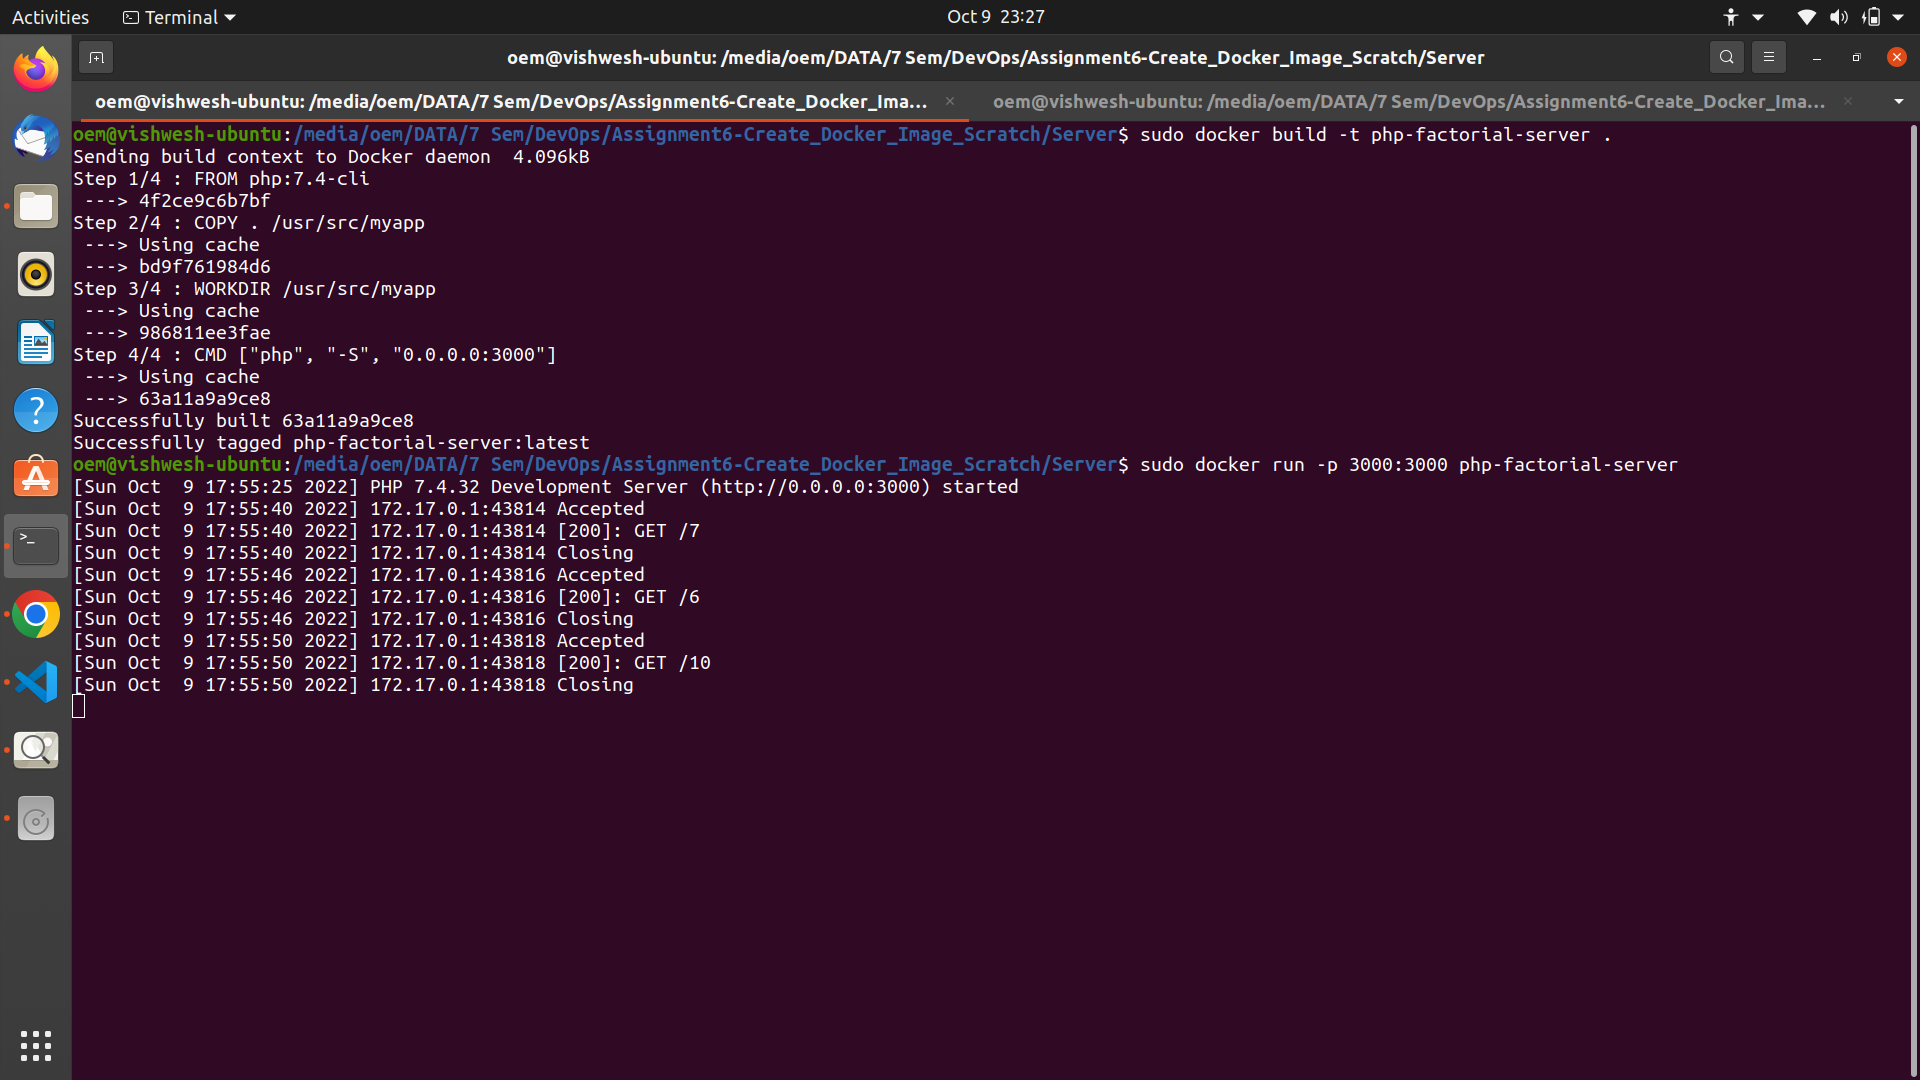 Activities Terminal Oct 9 23:27
oem@vishwesh-ubuntu: /media/oem/DATA/7 Sem/DevOps/Assignment6-Create_Docker_Image_Scratch/Server
oem@vishwesh-ubuntu: /media/oem/DATA/7 Sem/DevOps/Assignment6-Create_Docker_Ima... × oem@vishwesh-ubuntu: /media/oem/DATA/7 Sem/DevOps/Assignment6-Create_Docker_Ima... ×
oem@vishwesh-ubuntu:/media/oem/DATA/7 Sem/DevOps/Assignment6-Create_Docker_Image_Scratch/Server$ sudo docker build -t php-factorial-server .
Sending build context to Docker daemon  4.096kB
Step 1/4 : FROM php:7.4-cli
 ---> 4f2ce9c6b7bf
Step 2/4 : COPY . /usr/src/myapp
 ---> Using cache
 ---> bd9f761984d6
Step 3/4 : WORKDIR /usr/src/myapp
 ---> Using cache
 ---> 986811ee3fae
Step 4/4 : CMD ["php", "-S", "0.0.0.0:3000"]
 ---> Using cache
 ---> 63a11a9a9ce8
Successfully built 63a11a9a9ce8
Successfully tagged php-factorial-server:latest
oem@vishwesh-ubuntu:/media/oem/DATA/7 Sem/DevOps/Assignment6-Create_Docker_Image_Scratch/Server$ sudo docker run -p 3000:3000 php-factorial-server
[Sun Oct  9 17:55:25 2022] PHP 7.4.32 Development Server (http://0.0.0.0:3000) started
[Sun Oct  9 17:55:40 2022] 172.17.0.1:43814 Accepted
[Sun Oct  9 17:55:40 2022] 172.17.0.1:43814 [200]: GET /7
[Sun Oct  9 17:55:40 2022] 172.17.0.1:43814 Closing
[Sun Oct  9 17:55:46 2022] 172.17.0.1:43816 Accepted
[Sun Oct  9 17:55:46 2022] 172.17.0.1:43816 [200]: GET /6
[Sun Oct  9 17:55:46 2022] 172.17.0.1:43816 Closing
[Sun Oct  9 17:55:50 2022] 172.17.0.1:43818 Accepted
[Sun Oct  9 17:55:50 2022] 172.17.0.1:43818 [200]: GET /10
[Sun Oct  9 17:55:50 2022] 172.17.0.1:43818 Closing